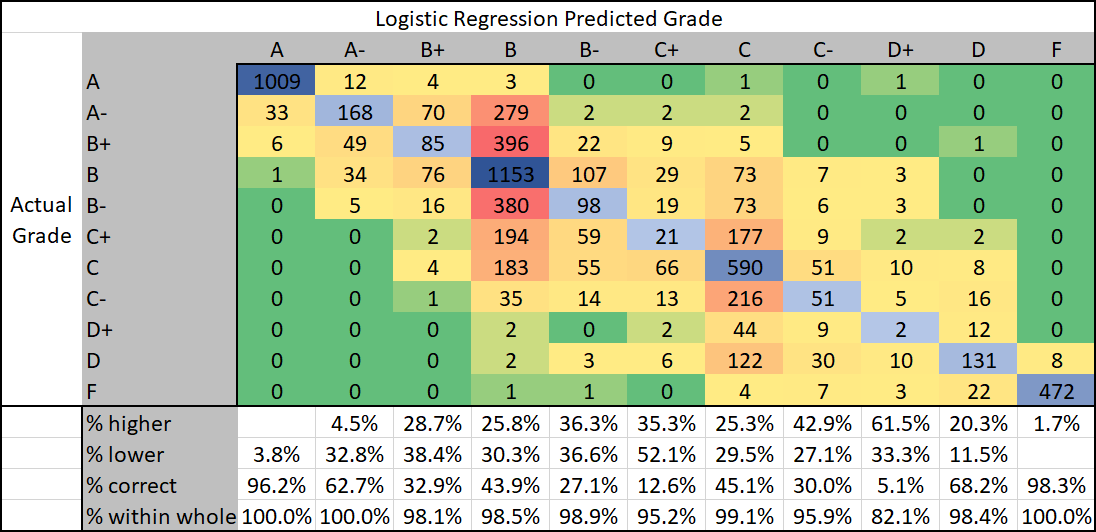 Logistic Regression Predicted Grade
A A- B+ B B- C+ C C- D+ D F
A 1009 12 4 3 0 0 1 0 1 0 0
A- 33 168 70 279 2 2 2 0 0 0 0
B+ 6 49 85 396 22 9 5 0 0 1 0
B 1 34 76 1153 107 29 73 7 3 0 0
Actual Grade
B- 0 5 16 380 98 19 73 6 3 0 0
C+ 0 0 2 194 59 21 177 9 2 2 0
C 0 0 4 183 55 66 590 51 10 8 0
C- 0 0 1 35 14 13 216 51 5 16 0
D+ 0 0 0 2 0 2 44 9 2 12 0
D 0 0 0 2 3 6 122 30 10 131 8
F 0 0 0 1 1 0 4 7 3 22 472
% higher 4.5% 28.7% 25.8% 36.3% 35.3% 25.3% 42.9% 61.5% 20.3% 1.7%
% lower 3.8% 32.8% 38.4% 30.3% 36.6% 52.1% 29.5% 27.1% 33.3% 11.5%
% correct 96.2% 62.7% 32.9% 43.9% 27.1% 12.6% 45.1% 30.0% 5.1% 68.2% 98.3%
% within whole 100.0% 100.0% 98.1% 98.5% 98.9% 95.2% 99.1% 95.9% 82.1% 98.4% 100.0%